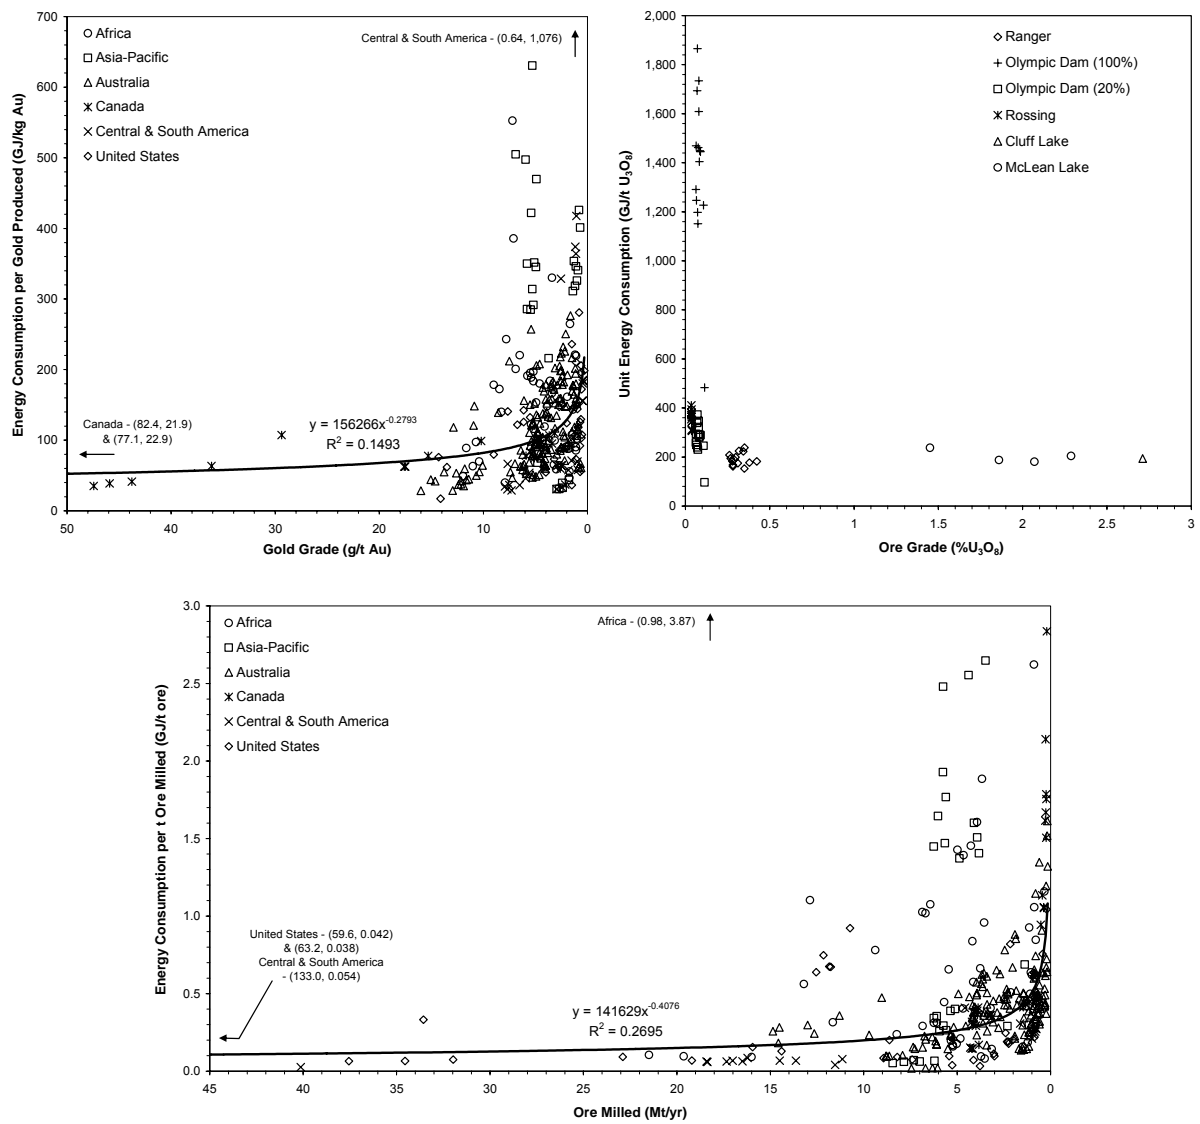 700
600
500
400
300
200
100
0
Energy Consumption per Gold Produced (GJ/kg Au)
Africa
Asia-Pacific
Australia
Canada
Central & South America
United States
Central & South America - (0.64, 1,076)
Canada - (82.4, 21.9)
& (77.1, 22.9)
y = 156266x^-0.2793
R² = 0.1493
50 40 30 20 10 0
Gold Grade (g/t Au)
2,000
1,800
1,600
1,400
1,200
1,000
800
600
400
200
0
Unit Energy Consumption (GJ/t U₃O₈)
Ranger
Olympic Dam (100%)
Olympic Dam (20%)
Rossing
Cluff Lake
McLean Lake
0 0.5 1 1.5 2 2.5 3
Ore Grade (%U₃O₈)
3.0
2.5
2.0
1.5
1.0
0.5
0.0
Energy Consumption per t Ore Milled (GJ/t ore)
Africa
Asia-Pacific
Australia
Canada
Central & South America
United States
Africa - (0.98, 3.87)
United States - (59.6, 0.042)
& (63.2, 0.038)
Central & South America
- (133.0, 0.054)
y = 141629x^-0.4076
R² = 0.2695
45 40 35 30 25 20 15 10 5 0
Ore Milled (Mt/yr)